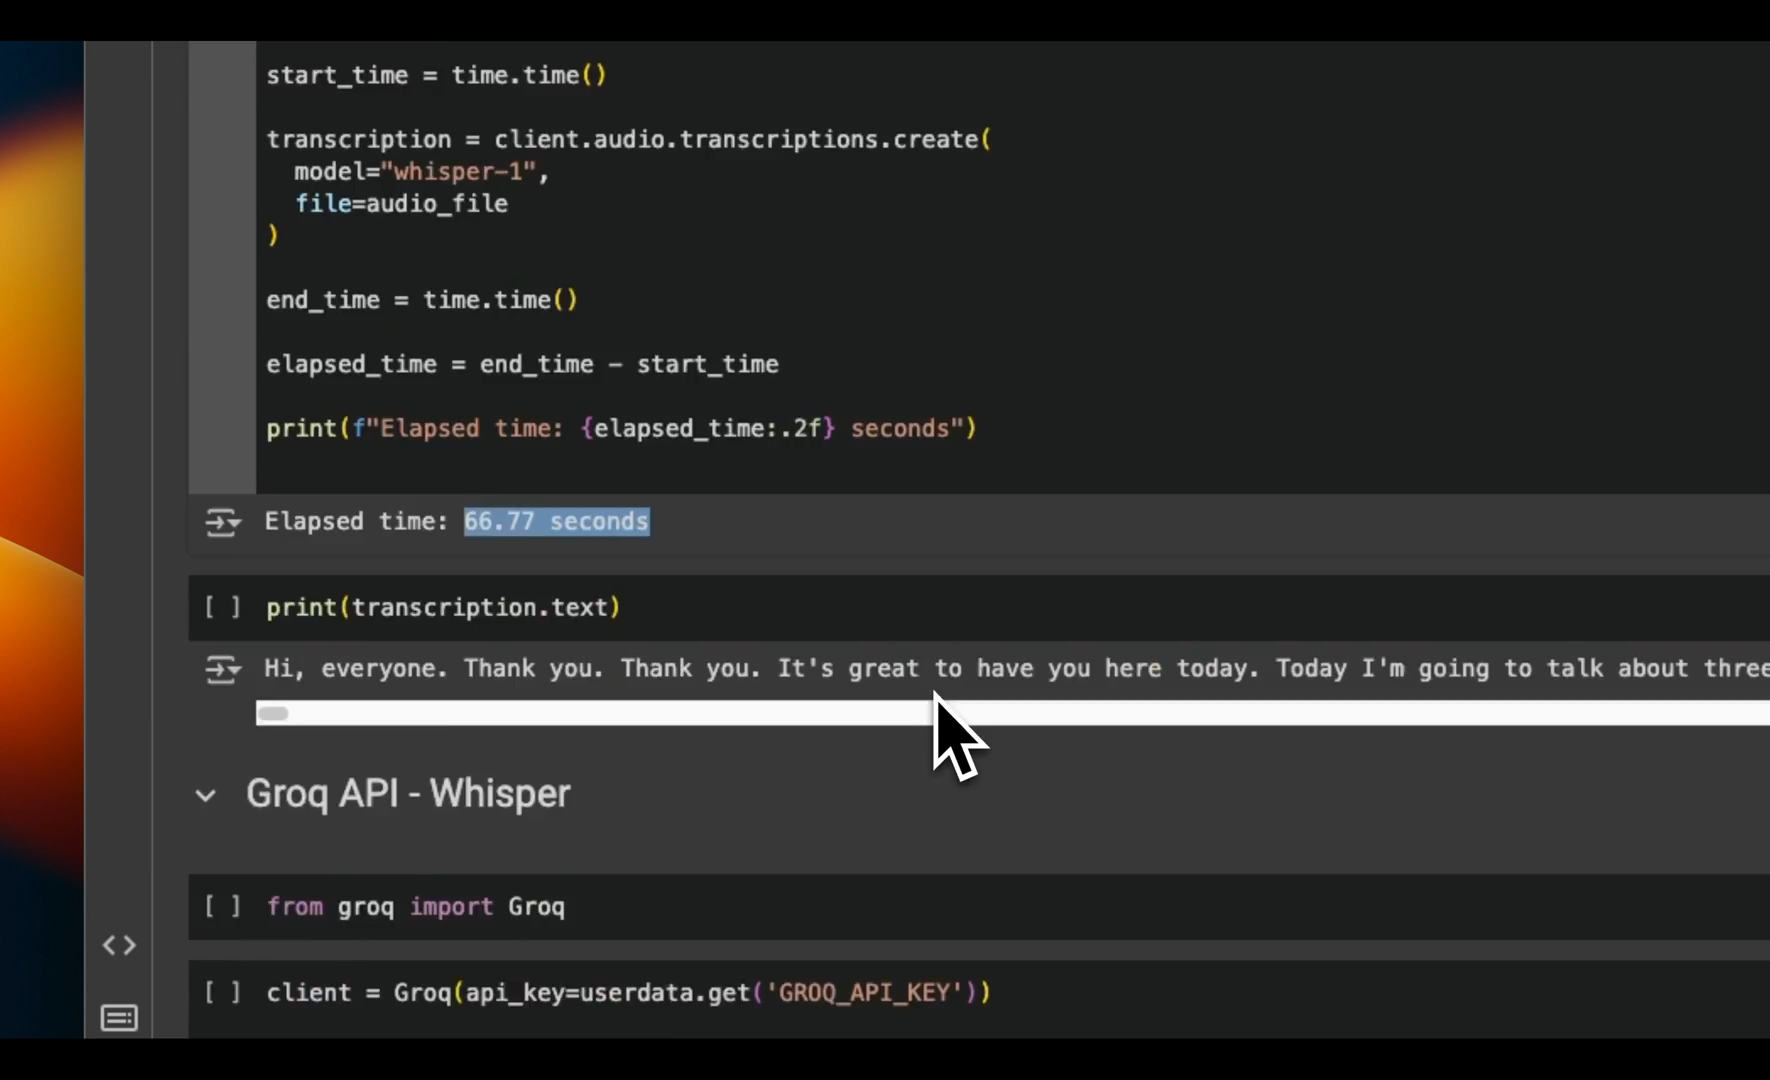 start_time = time.time()
transcription = client.audio.transcriptions.create(
model="whisper-1",
file=audio_file
)
end_time = time.time()
elapsed_time = end_time - start_time
print(f"Elapsed time: {elapsed_time:.2f} seconds")
Elapsed time: 66.77 seconds
[ ] print(transcription.text)
Hi, everyone. Thank you. Thank you. It's great to have you here today. Today I'm going to talk about three
Groq API - Whisper
[ ] from groq import Groq
[ ] client = Groq(api_key=userdata.get('GROQ_API_KEY'))